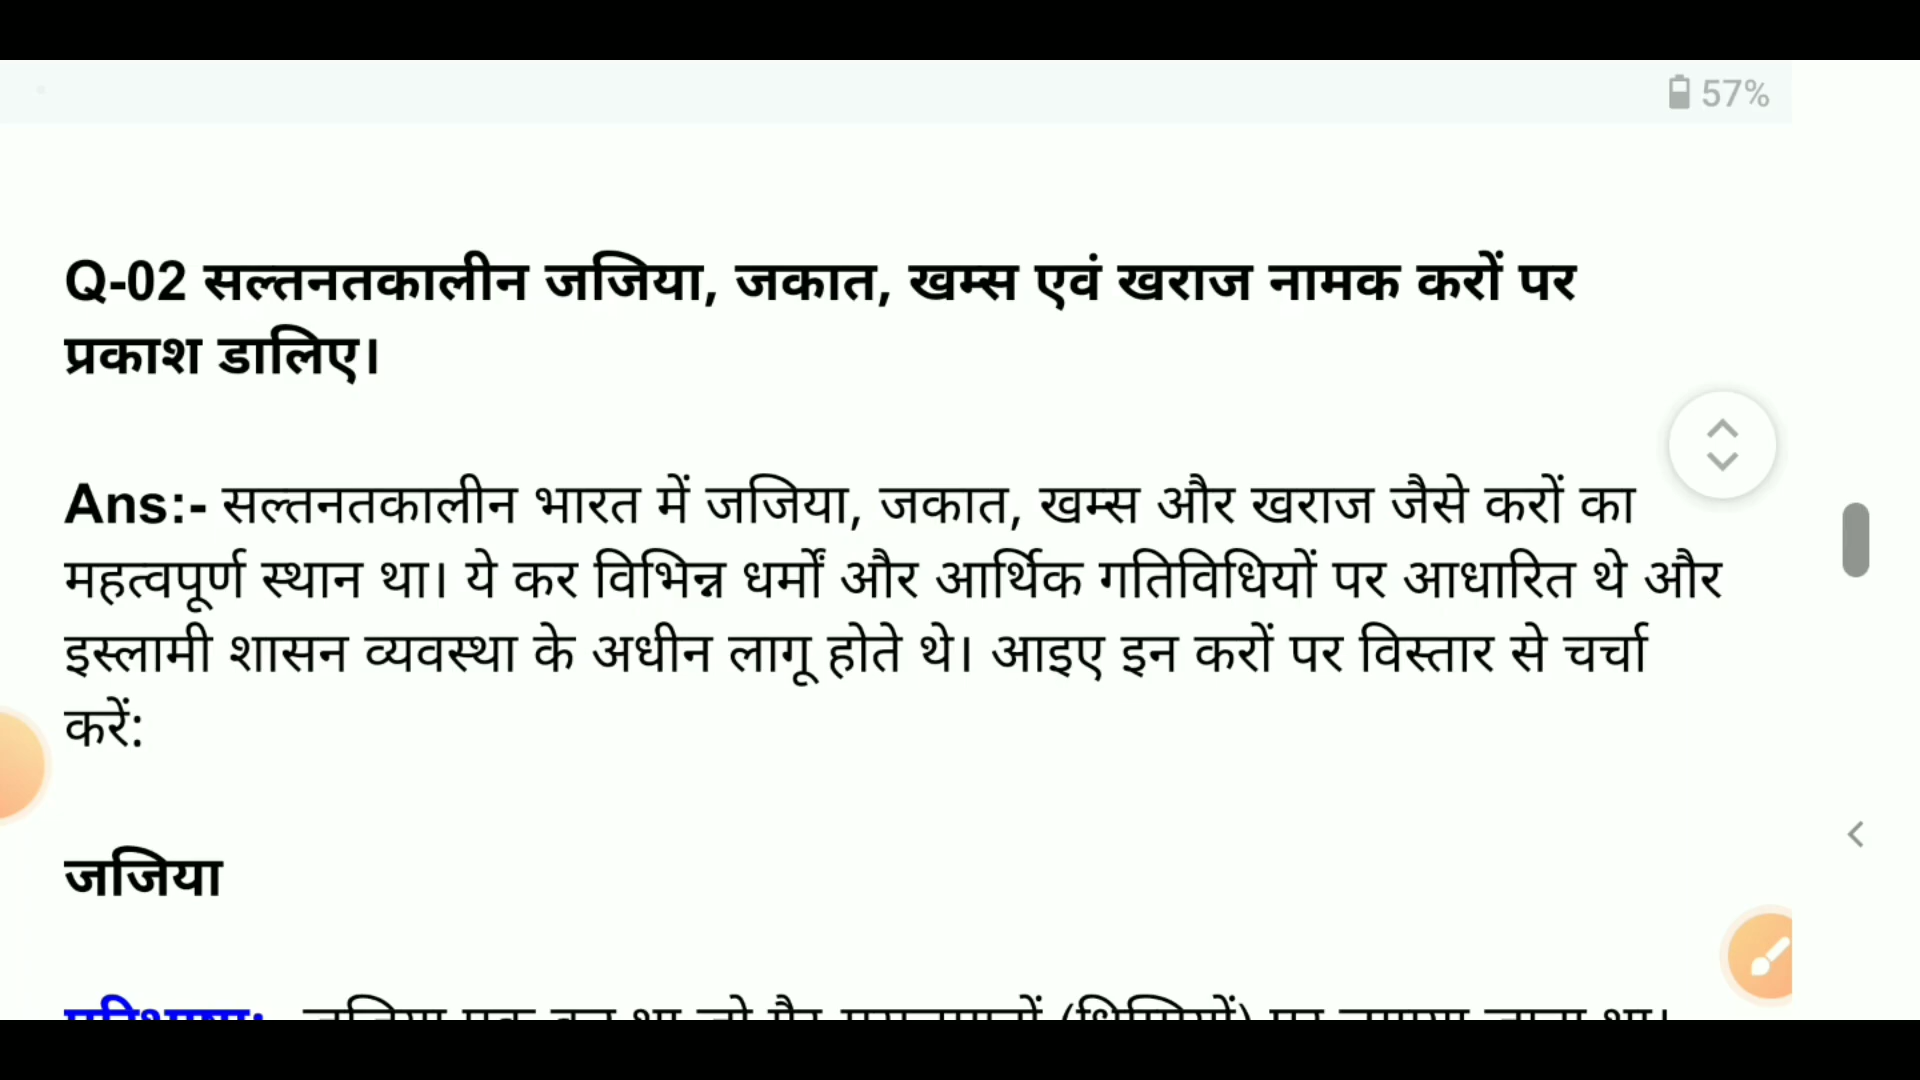 57%
Q-02 सल्तनतकालीन जजिया, जकात, खम्स एवं खराज नामक करों पर
प्रकाश डालिए।
Ans:- सल्तनतकालीन भारत में जजिया, जकात, खम्स और खराज जैसे करों का
महत्वपूर्ण स्थान था। ये कर विभिन्न धर्मों और आर्थिक गतिविधियों पर आधारित थे और
इस्लामी शासन व्यवस्था के अधीन लागू होते थे। आइए इन करों पर विस्तार से चर्चा
करें:
जजिया